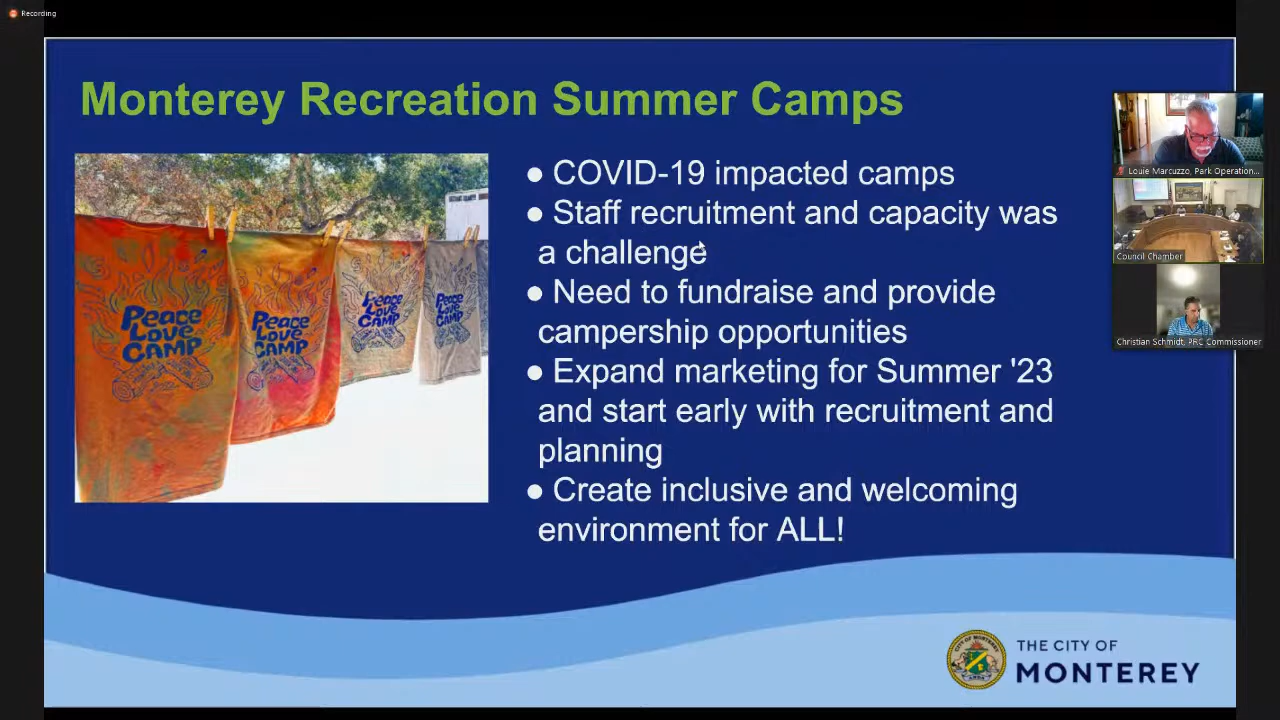 Recording
Monterey Recreation Summer Camps
● COVID-19 impacted camps
● Staff recruitment and capacity was
a challenge
● Need to fundraise and provide
campership opportunities
● Expand marketing for Summer '23
and start early with recruitment and
planning
● Create inclusive and welcoming
environment for ALL!
PEACE
LOVE
CAMP
PEACE
LOVE
CAMP
PEACE
LOVE
CAMP
PEACE
LOVE
CAMP
Louie Marcuzzo, Park Operation...
Council Chamber
Christian Schmidt, PRC Commissioner
THE CITY OF
MONTEREY